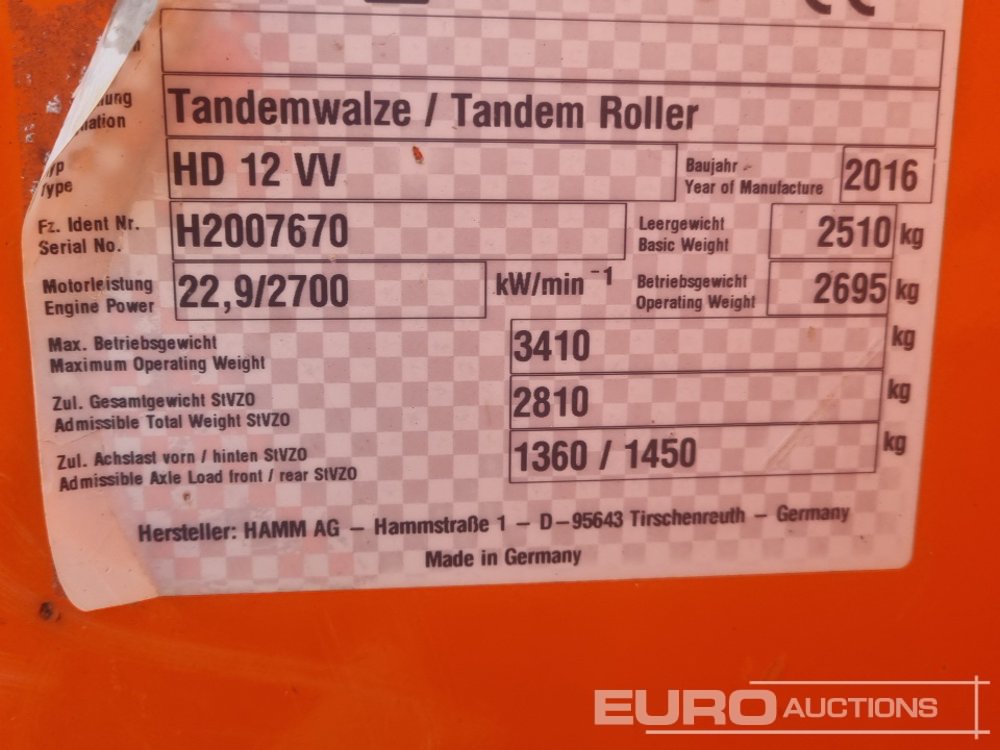 Tandemwalze / Tandem Roller
HD 12 VV
Baujahr
Year of Manufacture
2016
Fz. Ident Nr.
Serial No.
H2007670
Leergewicht
Basic Weight
2510 kg
Motorleistung
Engine Power
22,9/2700 kW/min -1
Betriebsgewicht
Operating Weight
2695 kg
Max. Betriebsgewicht
Maximum Operating Weight
3410 kg
Zul. Gesamtgewicht StVZO
Admissible Total Weight StVZO
2810 kg
Zul. Achslast vorn / hinten StVZO
Admissible Axle Load front / rear StVZO
1360 / 1450 kg
Hersteller: HAMM AG – Hammstraße 1 – D–95643 Tirschenreuth – Germany
Made in Germany
EURO AUCTIONS